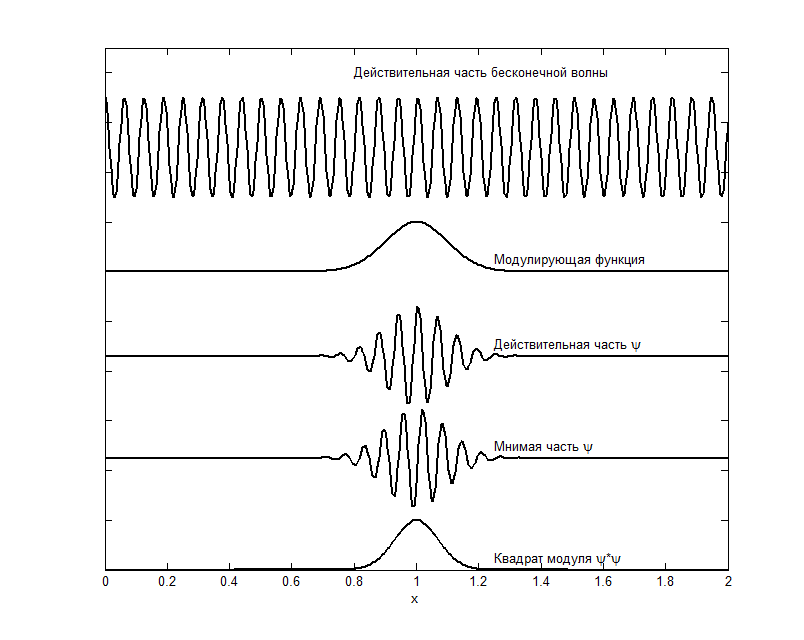 Действительная часть бесконечной волны
Модулирующая функция
Действительная часть ψ
Мнимая часть ψ
Квадрат модуля ψ*ψ
0 0.2 0.4 0.6 0.8 1 1.2 1.4 1.6 1.8 2
x